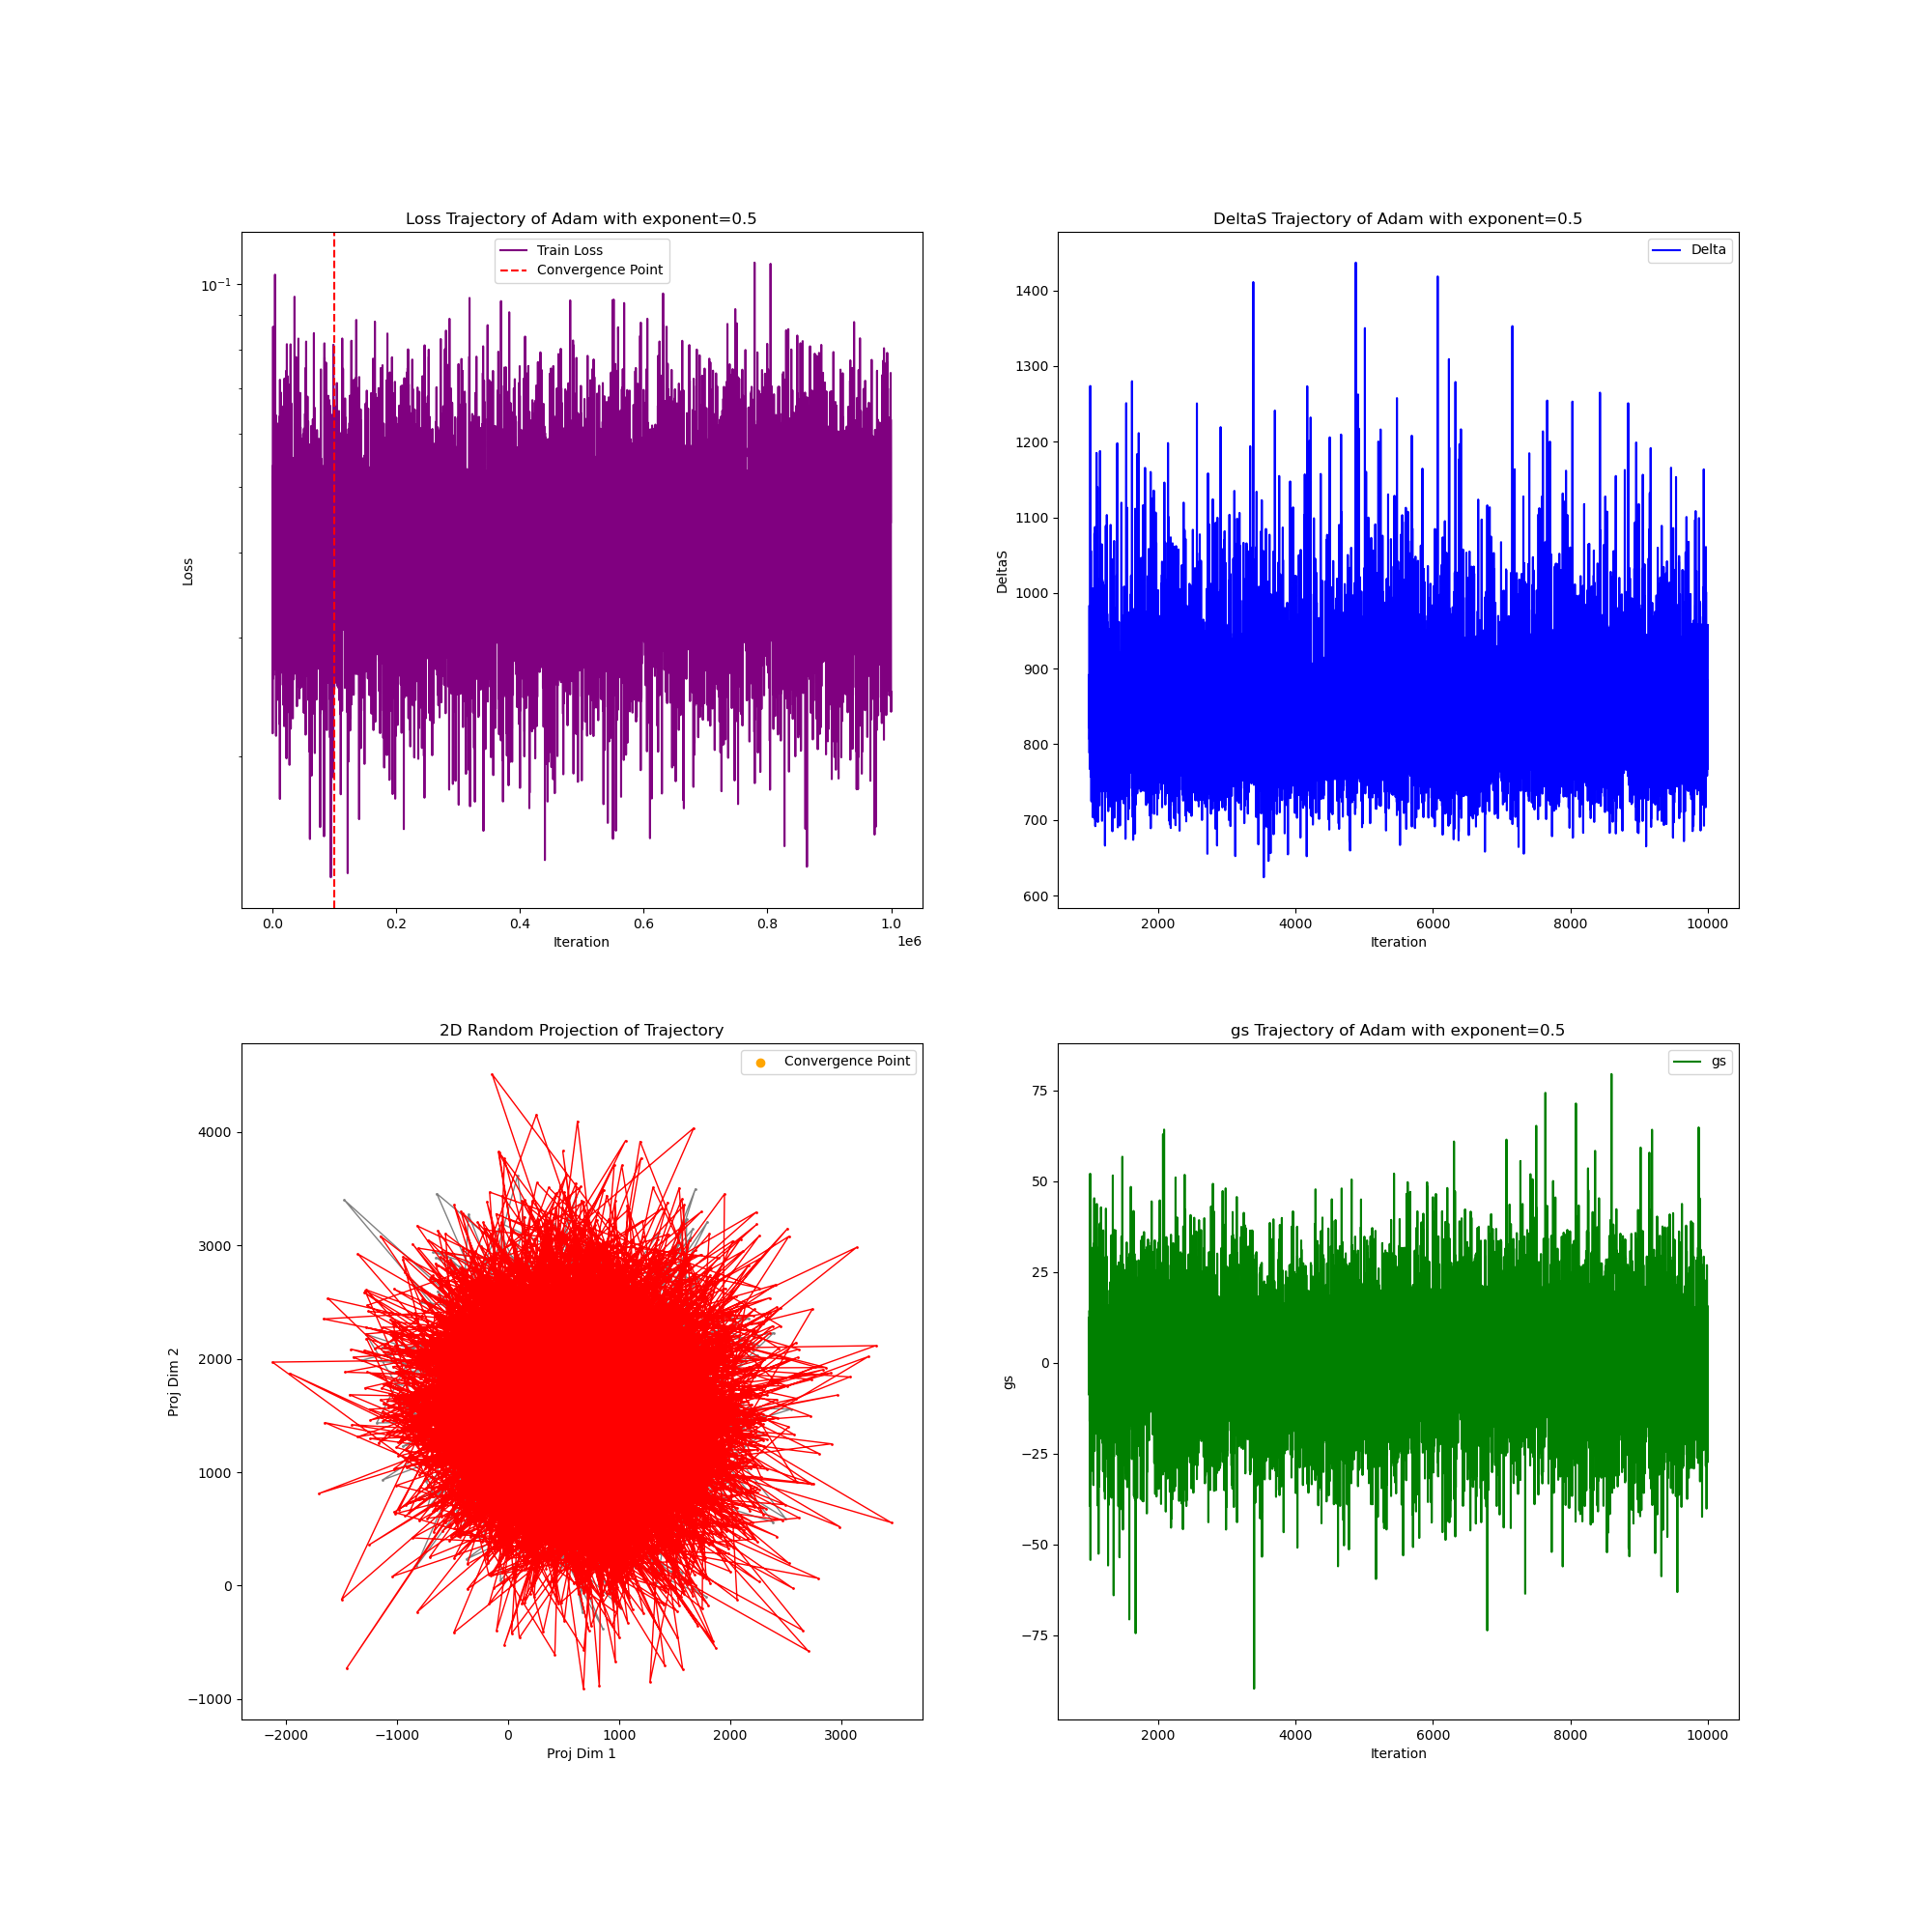 Loss Trajectory of Adam with exponent=0.5
Train Loss
Convergence Point
10⁻¹
Loss
0.0 0.2 0.4 0.6 0.8 1.0
1e6
Iteration
DeltaS Trajectory of Adam with exponent=0.5
Delta
1400
1300
1200
1100
1000
900
800
700
600
DeltaS
2000 4000 6000 8000 10000
Iteration
2D Random Projection of Trajectory
Convergence Point
4000
3000
2000
1000
0
−1000
Proj Dim 2
−2000 −1000 0 1000 2000 3000
Proj Dim 1
gs Trajectory of Adam with exponent=0.5
gs
75
50
25
0
−25
−50
−75
gs
2000 4000 6000 8000 10000
Iteration